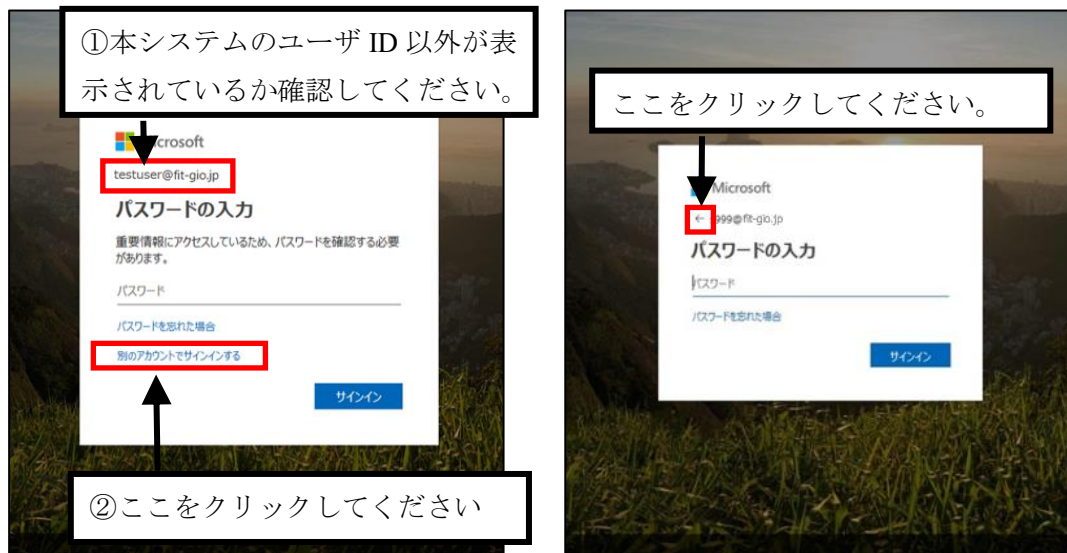 ①本システムのユーザ ID 以外が表
示されているか確認してください。
crosoft
testuser@fit-gio.jp
パスワードの入力
重要情報にアクセスしているため、パスワードを確認する必要
があります。
パスワード
パスワードを忘れた場合
別のアカウントでサインインする
サインイン
②ここをクリックしてください
ここをクリックしてください。
Microsoft
← 999@fit-gio.jp
パスワードの入力
パスワード
パスワードを忘れた場合
サインイン